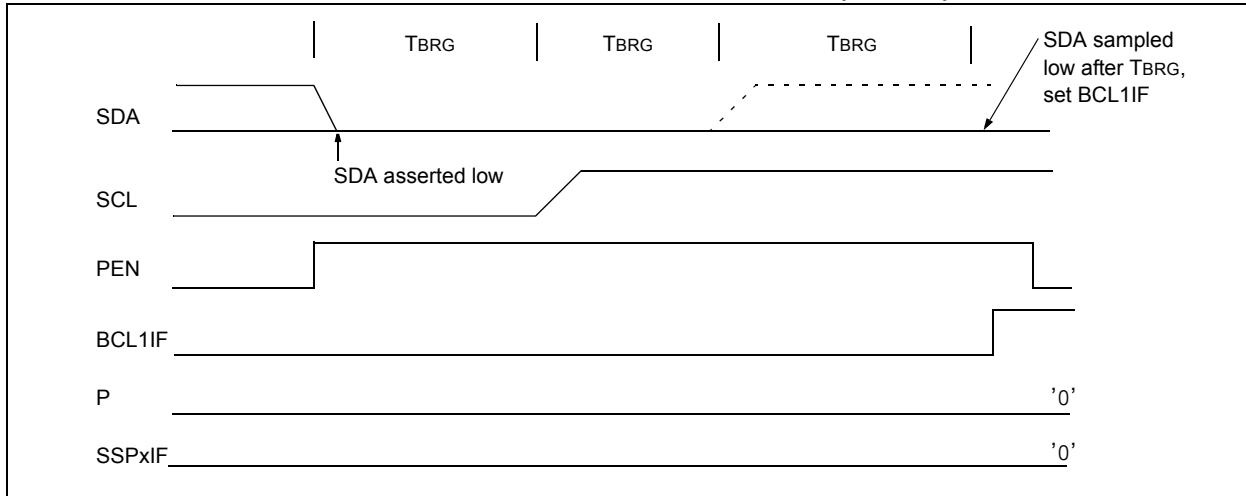 TBRG TBRG TBRG
SDA sampled
low after TBRG,
set BCL1IF
SDA
SDA asserted low
SCL
PEN
BCL1IF
P '0'
SSPxIF '0'